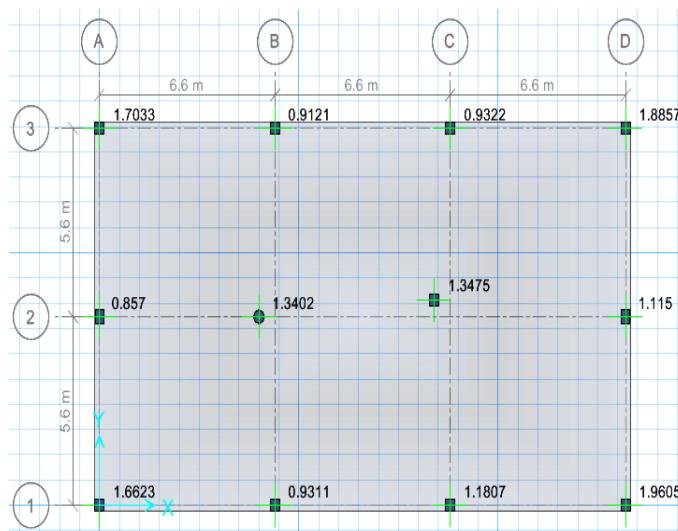 A B C D
6.6 m 6.6 m 6.6 m
3 1.7033 0.9121 0.9322 1.8857
5.6 m
1.3475
2 0.857 1.3402 1.115
5.6 m
Y
1 1.6623 0.9311 1.1807 1.9605
X